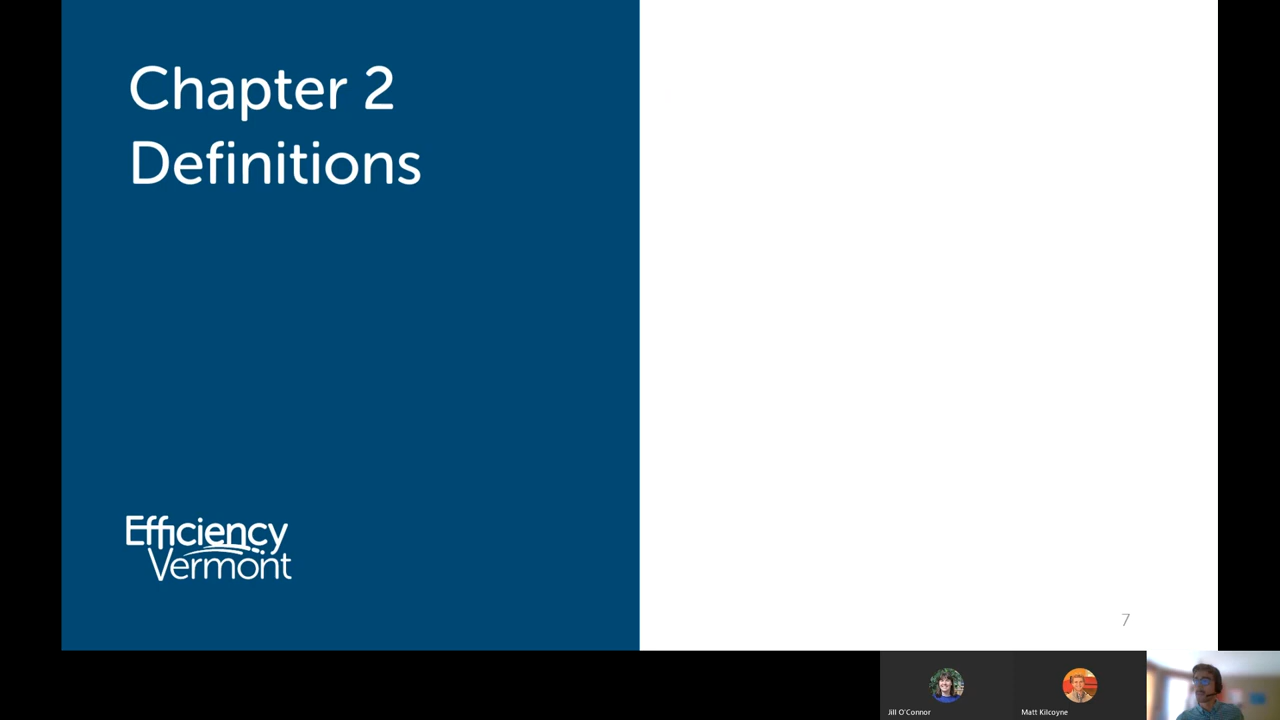 Chapter 2
Definitions
Efficiency
Vermont
7
Jill O'Connor
Matt Kilcoyne